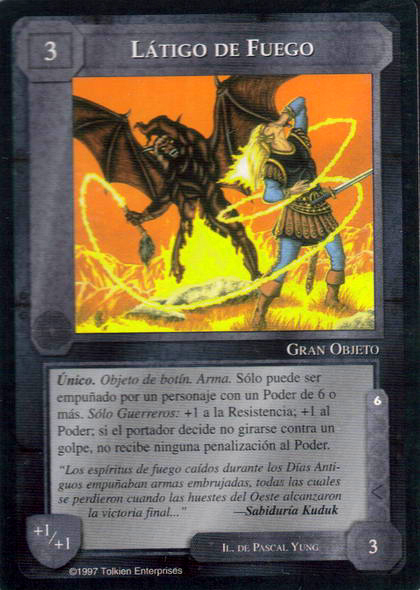 3
LÁTIGO DE FUEGO
GRAN OBJETO
Único. Objeto de botín. Arma. Sólo puede ser
empuñado por un personaje con un Poder de 6 o
más. Sólo Guerreros: +1 a la Resistencia; +1 al
Poder; si el portador decide no girarse contra un
golpe, no recibe ninguna penalización al Poder.
6
“Los espíritus de fuego caídos durante los Días Anti-
guos empuñaban armas embrujadas, todas las cuales
se perdieron cuando las huestes del Oeste alcanzaron
la victoria final...” —Sabiduría Kuduk
+1/+1
IL. DE PASCAL YUNG
3
©1997 Tolkien Enterprises